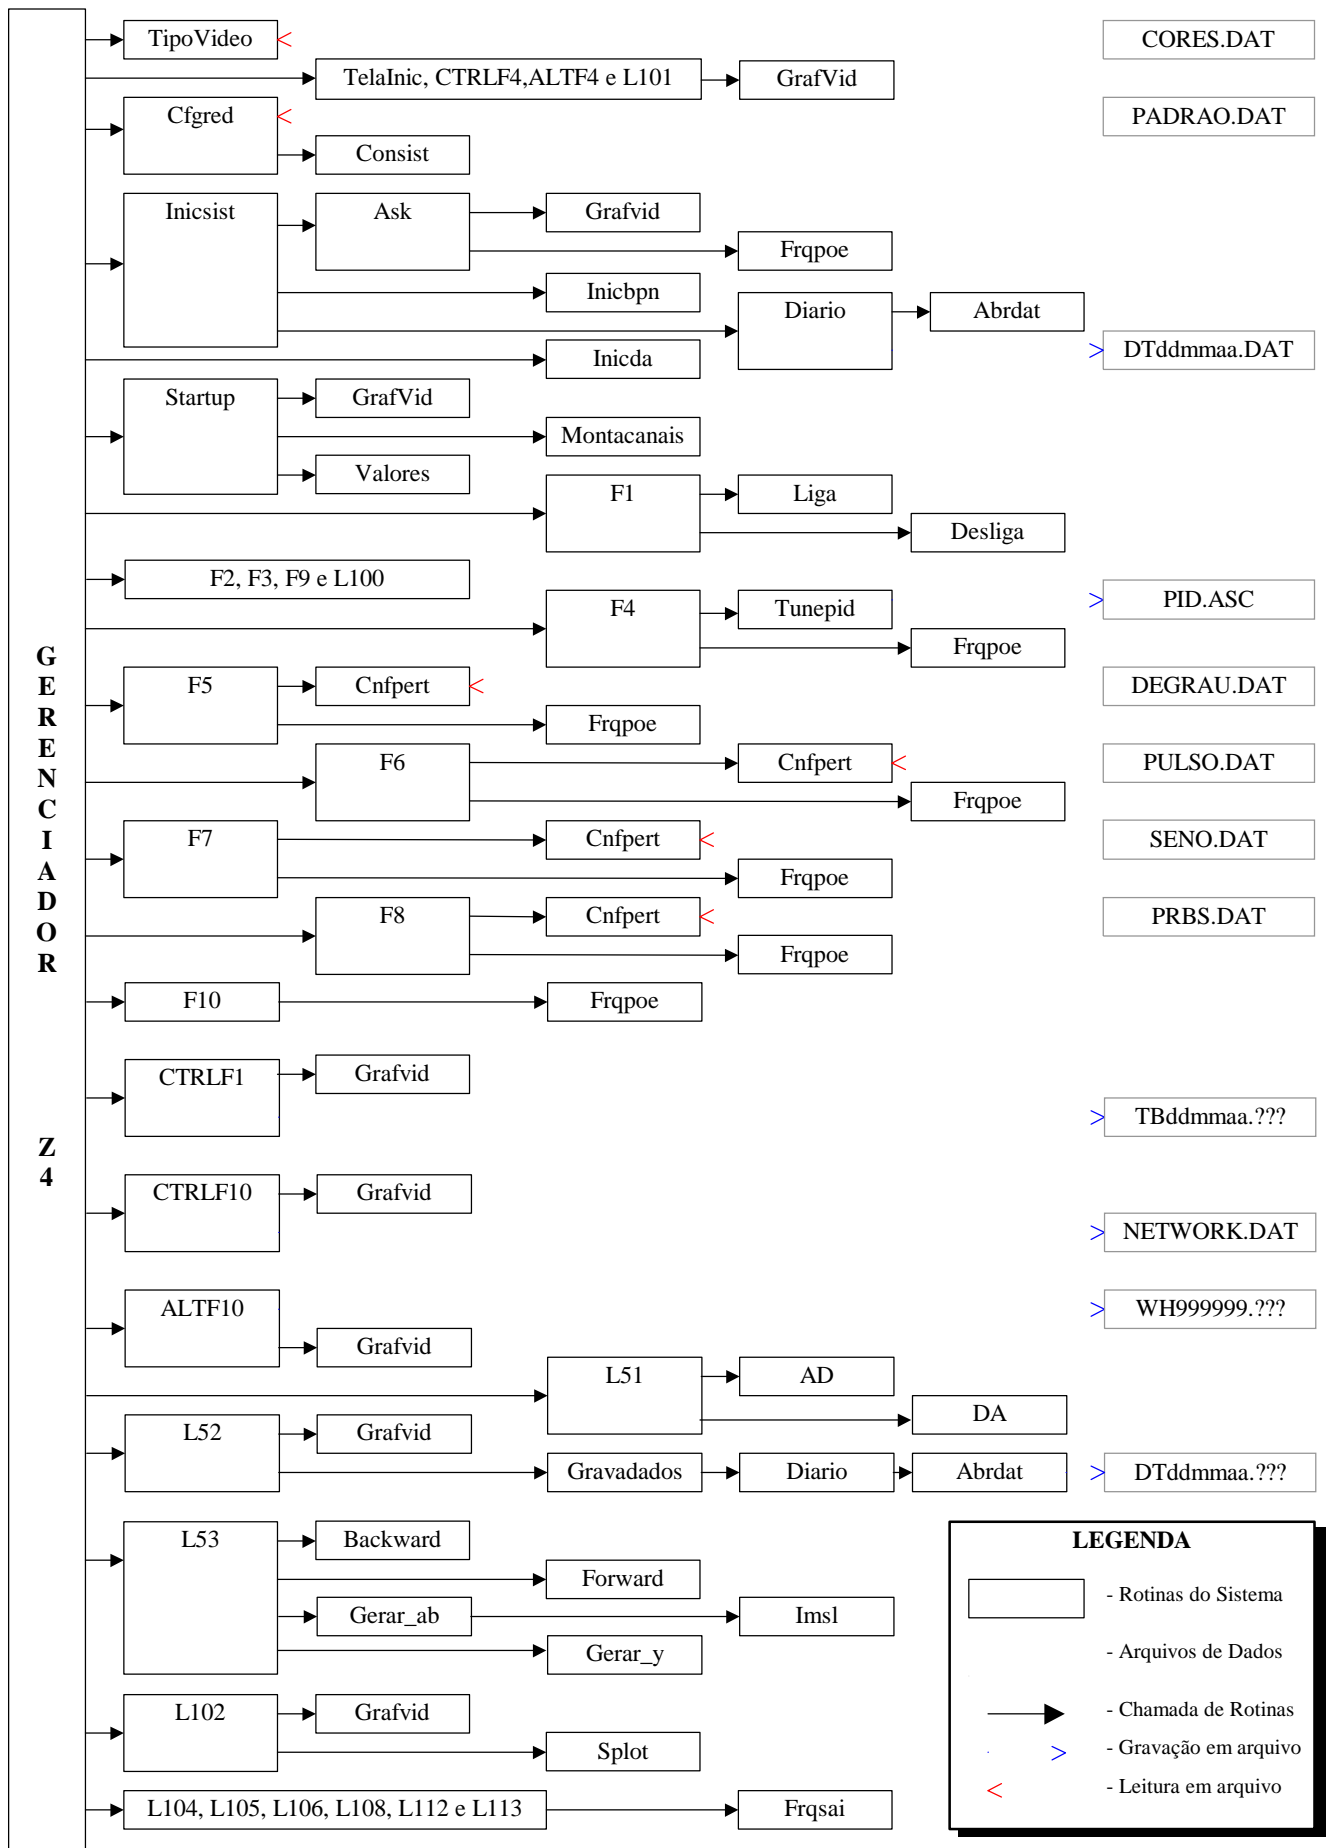 TipoVideo
CORES.DAT
TelaInic, CTRLF4,ALTF4 e L101
GrafVid
Cfgred
PADRAO.DAT
Consist
Inicsist
Ask
Grafvid
Frqpoe
Inicbpn
Diario
Abrdat
DTddmmaa.DAT
Inicda
Startup
GrafVid
Montacanais
Valores
F1
Liga
Desliga
F2, F3, F9 e L100
F4
Tunepid
PID.ASC
Frqpoe
F5
Cnfpert
DEGRAU.DAT
Frqpoe
F6
Cnfpert
PULSO.DAT
Frqpoe
F7
Cnfpert
SENO.DAT
Frqpoe
F8
Cnfpert
PRBS.DAT
Frqpoe
F10
Frqpoe
GERENCIADOR
Z4
CTRLF1
Grafvid
TBddmmaa.???
CTRLF10
Grafvid
NETWORK.DAT
ALTF10
WH999999.???
Grafvid
L51
AD
DA
L52
Grafvid
Gravadados
Diario
Abrdat
DTddmmaa.???
L53
Backward
Forward
Gerar_ab
Imsl
Gerar_y
L102
Grafvid
Splot
L104, L105, L106, L108, L112 e L113
Frqsai
LEGENDA
- Rotinas do Sistema
- Arquivos de Dados
- Chamada de Rotinas
- Gravação em arquivo
- Leitura em arquivo